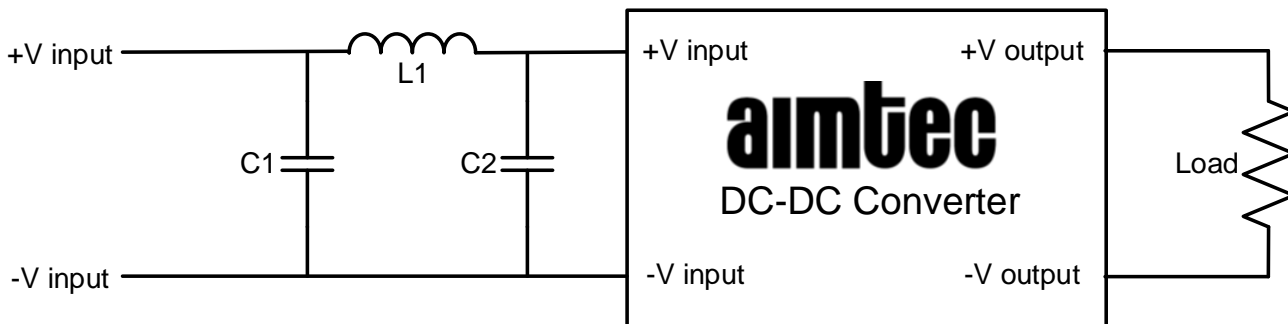 +V input
L1
C1
C2
-V input
+V input
+V output
aimtec
DC-DC Converter
-V input
-V output
Load